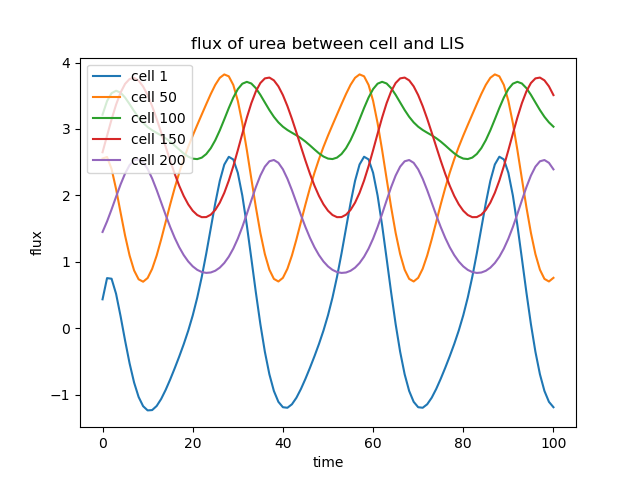 flux of urea between cell and LIS
cell 1
cell 50
cell 100
cell 150
cell 200
4
3
2
1
0
−1
flux
0 20 40 60 80 100
time